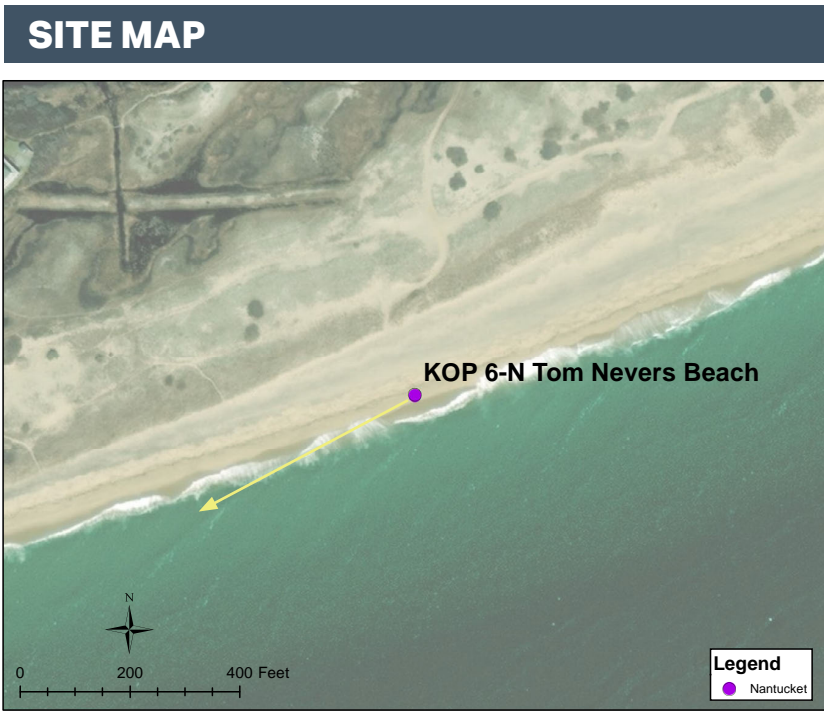 SITE MAP
KOP 6-N Tom Nevers Beach
N
0 200 400 Feet
Legend
Nantucket